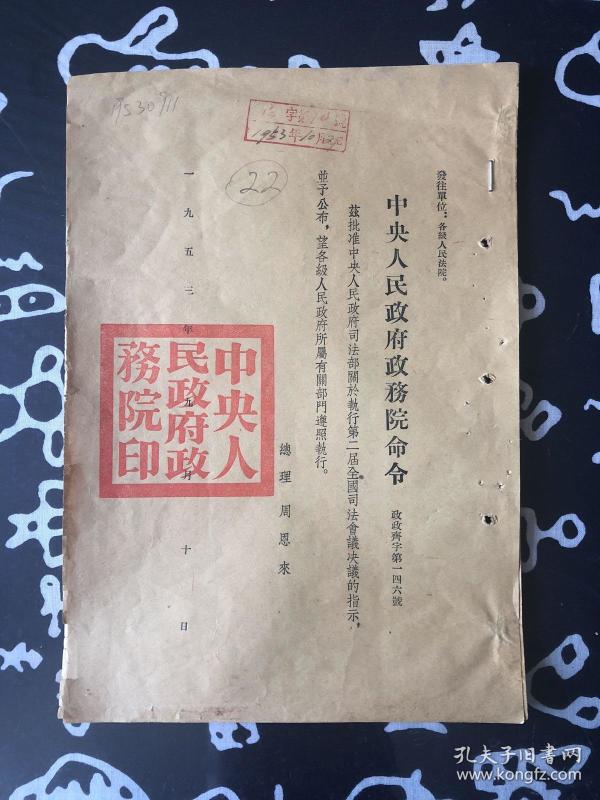 發往單位：各級人民法院。
中央人民政府政務院命令
政政齊字第一四六號
茲批准中央人民政府司法部關於執行第二屆全國司法會議决議的指示，
並予公布，望各級人民政府所屬有關部門遵照執行。
總理 周恩來
一九五三年九月十日
中央人
民政府政
務院印
22
1953年10月
1953 9/11
孔夫子旧书网
www.kongfz.com